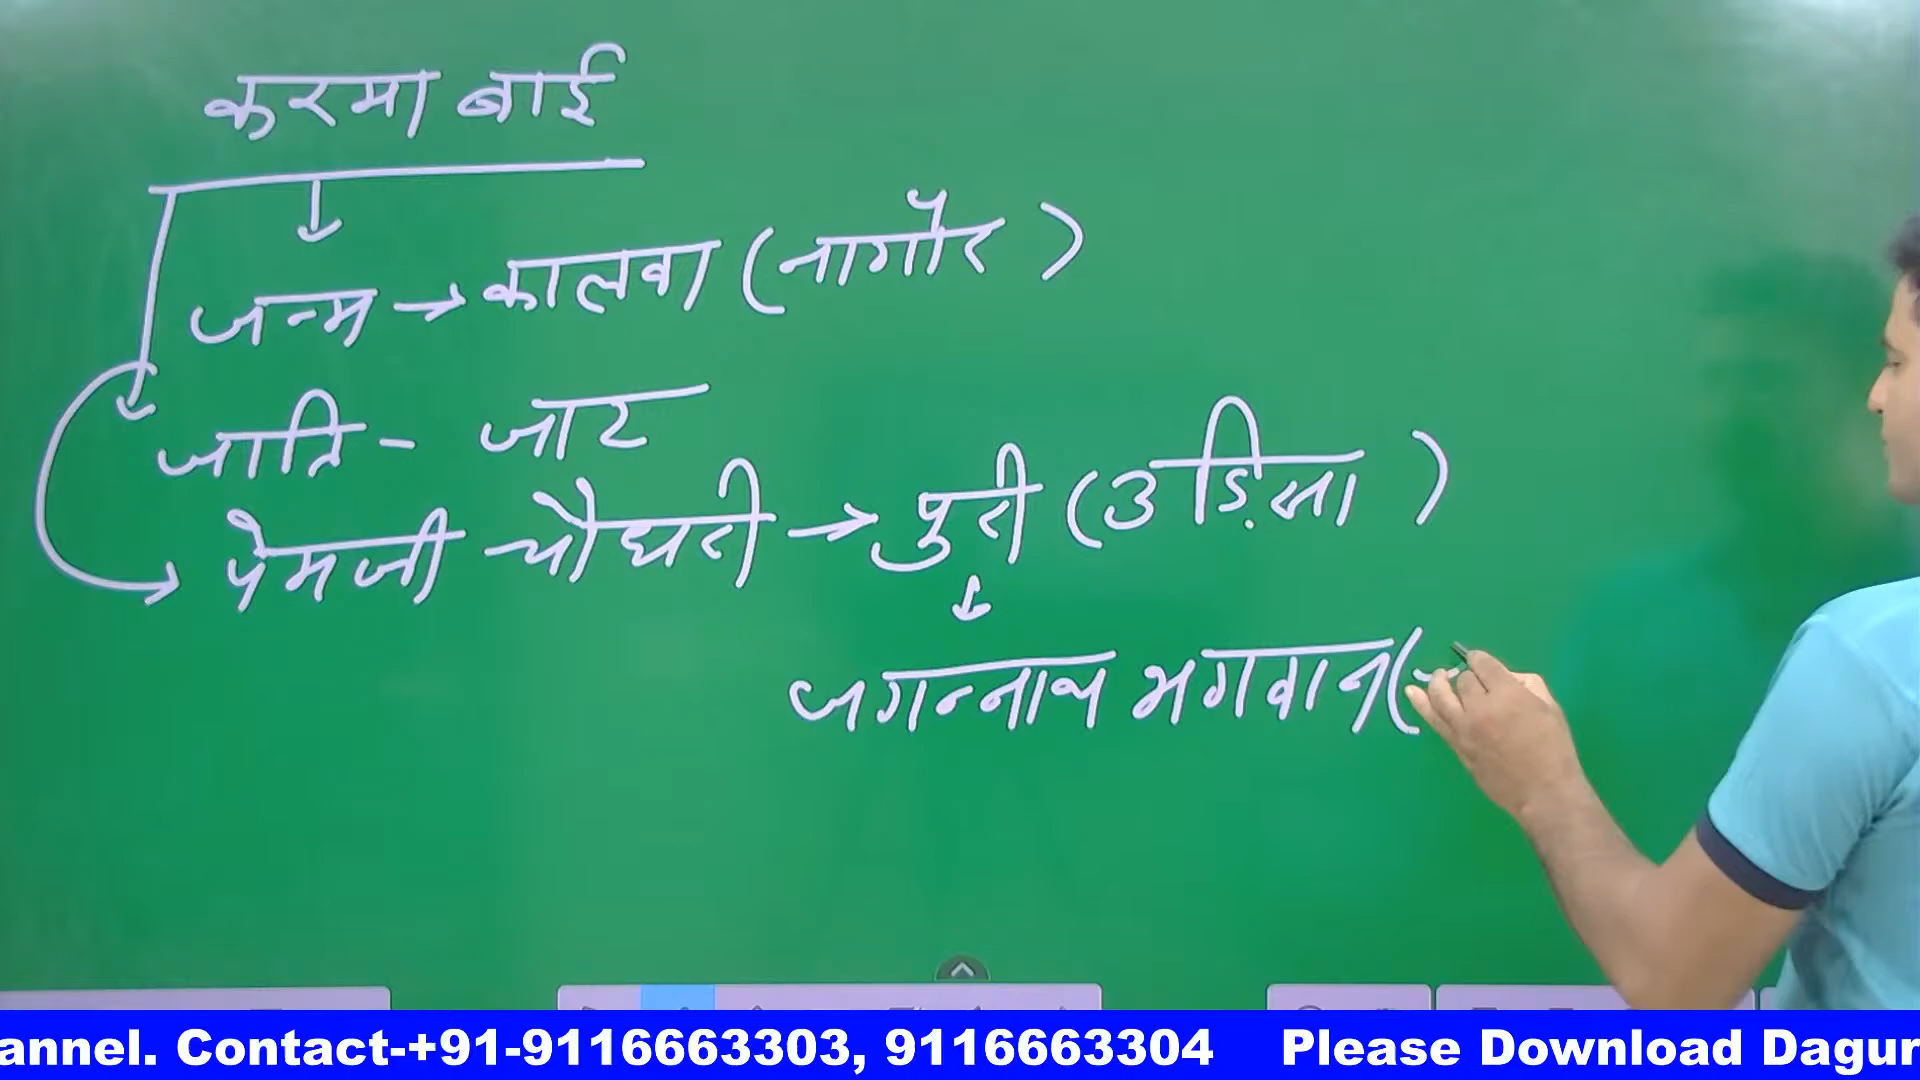 करमा बाई
जन्म → कालवा (नागौर)
जाति - जाट
पेमजी चौधरी → पुरी (उड़िसा)
जगन्नाथ भगवान (
annel. Contact-+91-9116663303, 9116663304 Please Download Dagur